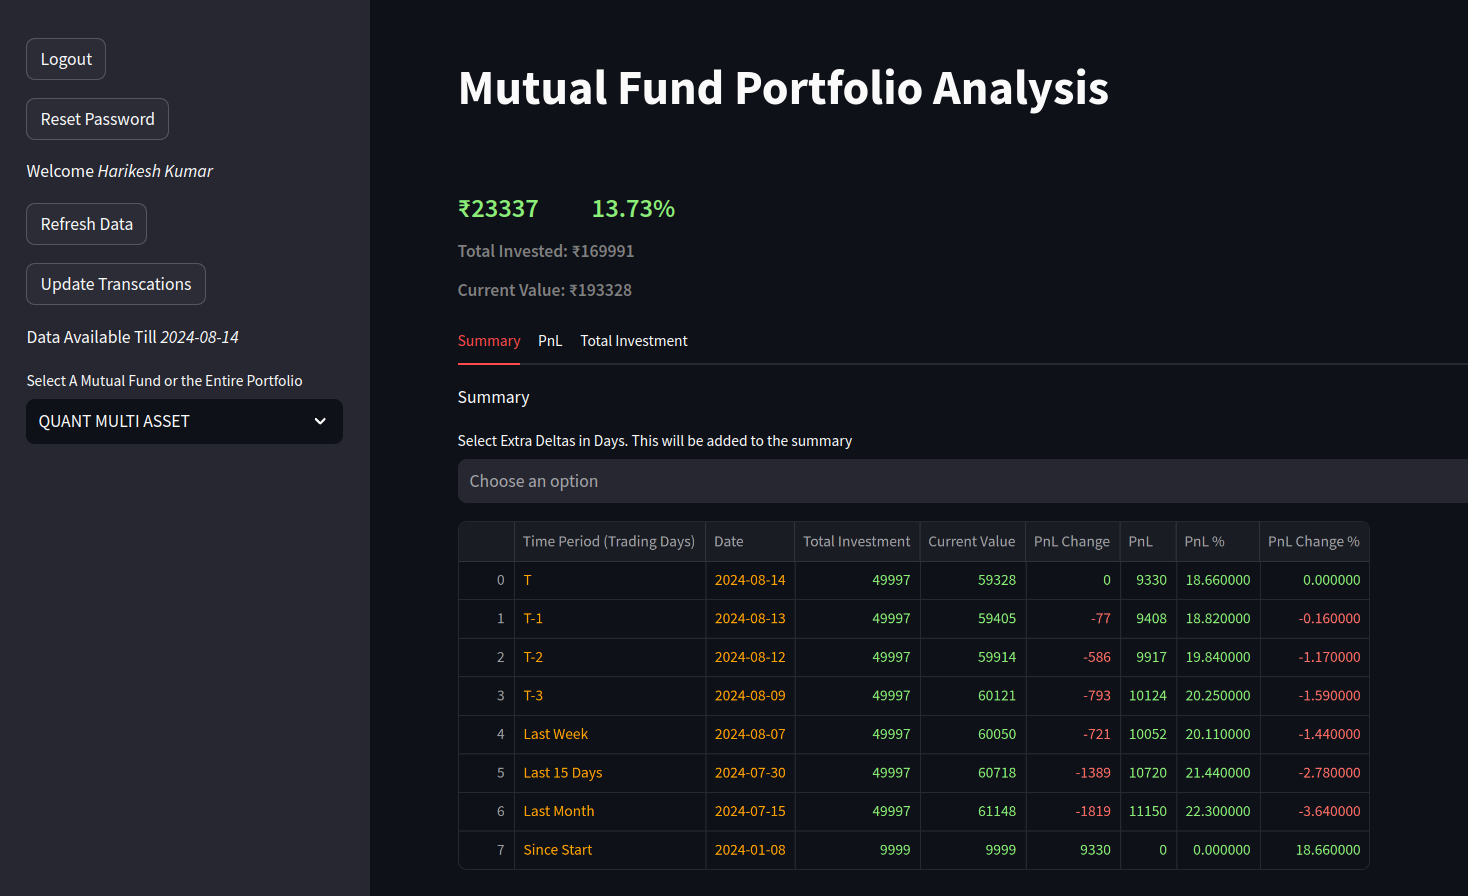 Logout
Reset Password
Welcome Harikesh Kumar
Refresh Data
Update Transcations
Data Available Till 2024-08-14
Select A Mutual Fund or the Entire Portfolio
QUANT MULTI ASSET
Mutual Fund Portfolio Analysis
₹23337 13.73%
Total Invested: ₹169991
Current Value: ₹193328
Summary PnL Total Investment
Summary
Select Extra Deltas in Days. This will be added to the summary
Choose an option
Time Period (Trading Days) Date Total Investment Current Value PnL Change PnL PnL % PnL Change %
0 T 2024-08-14 49997 59328 0 9330 18.660000 0.000000
1 T-1 2024-08-13 49997 59405 -77 9408 18.820000 -0.160000
2 T-2 2024-08-12 49997 59914 -586 9917 19.840000 -1.170000
3 T-3 2024-08-09 49997 60121 -793 10124 20.250000 -1.590000
4 Last Week 2024-08-07 49997 60050 -721 10052 20.110000 -1.440000
5 Last 15 Days 2024-07-30 49997 60718 -1389 10720 21.440000 -2.780000
6 Last Month 2024-07-15 49997 61148 -1819 11150 22.300000 -3.640000
7 Since Start 2024-01-08 9999 9999 9330 0 0.000000 18.660000